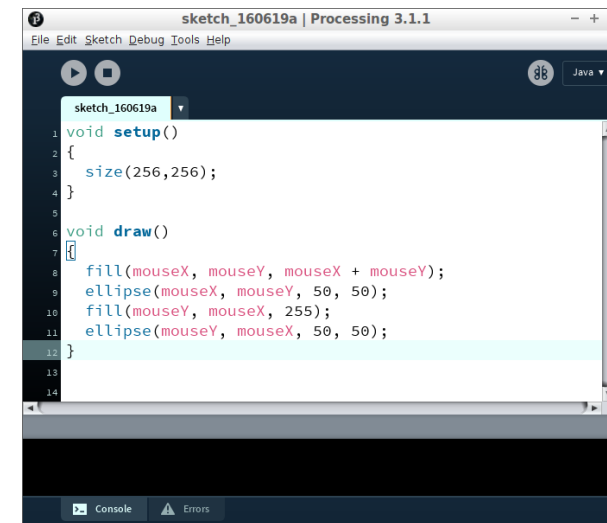 sketch_160619a | Processing 3.1.1
File Edit Sketch Debug Tools Help
Java
sketch_160619a
1 void setup()
2 {
3   size(256,256);
4 }
5
6 void draw()
7 {
8   fill(mouseX, mouseY, mouseX + mouseY);
9   ellipse(mouseX, mouseY, 50, 50);
10   fill(mouseY, mouseX, 255);
11   ellipse(mouseY, mouseX, 50, 50);
12 }
13
14
Console Errors